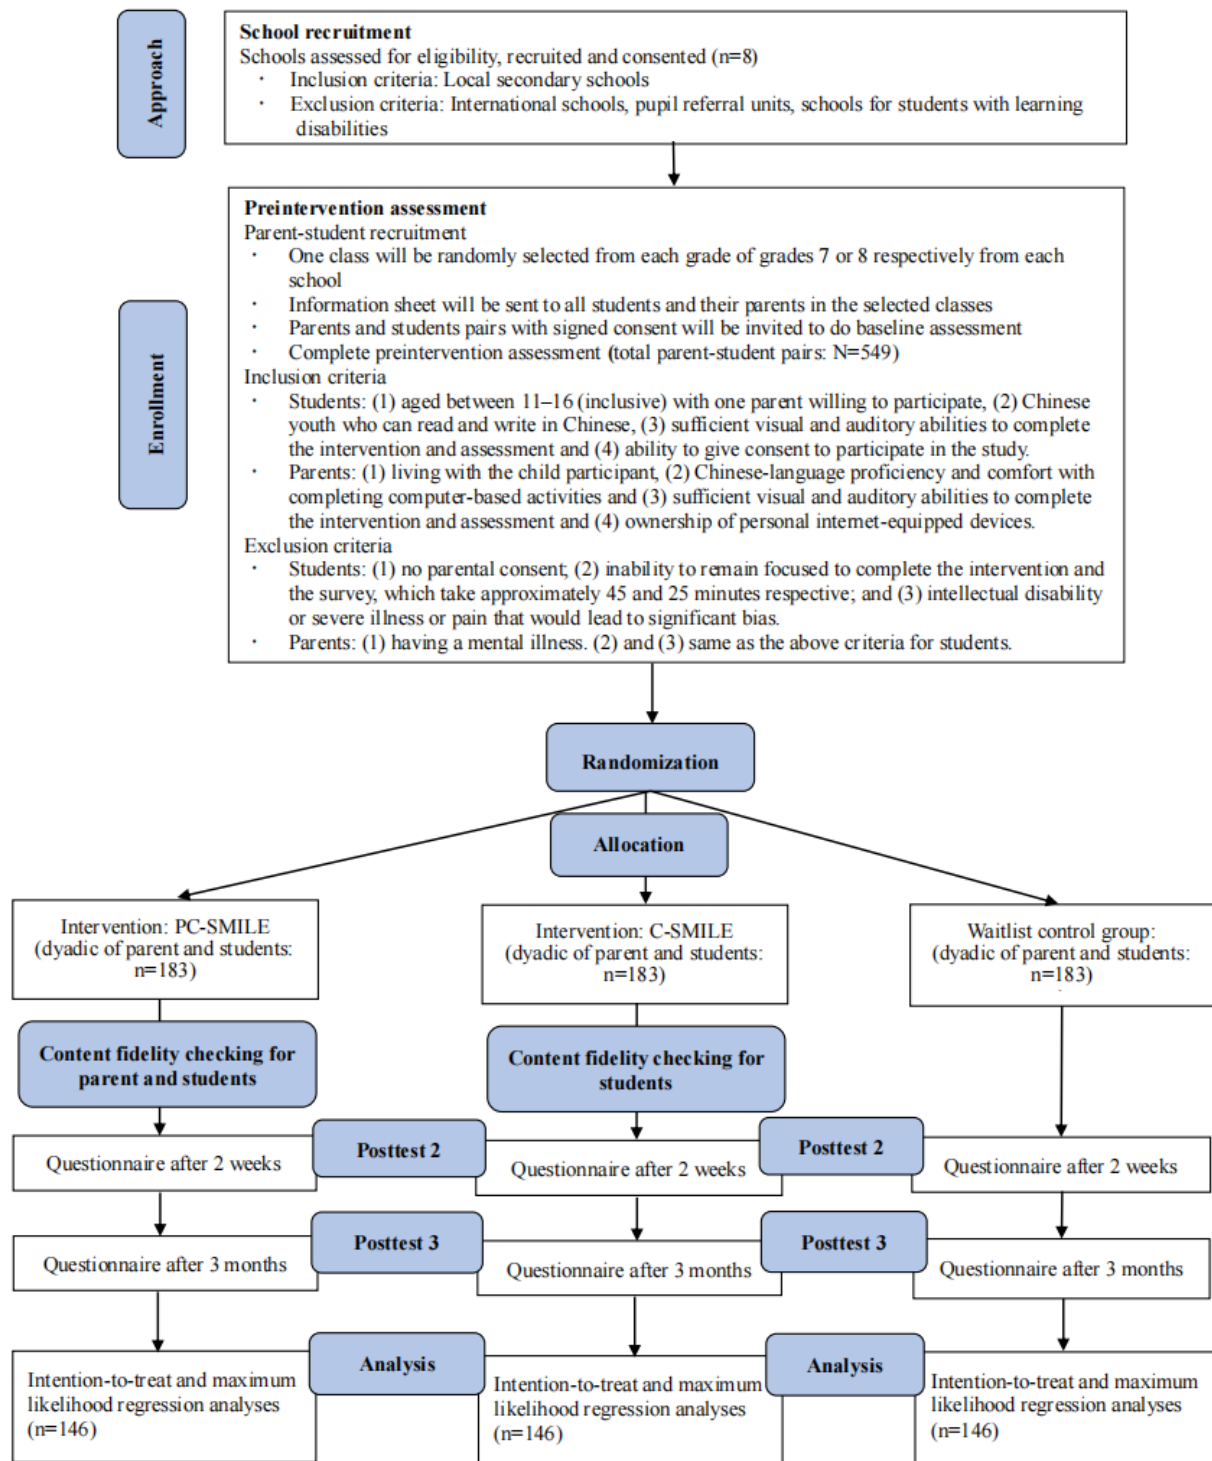 Approach
School recruitment
Schools assessed for eligibility, recruited and consented (n=8)
· Inclusion criteria: Local secondary schools
· Exclusion criteria: International schools, pupil referral units, schools for students with learning
disabilities
Enrollment
Preintervention assessment
Parent-student recruitment
· One class will be randomly selected from each grade of grades 7 or 8 respectively from each
school
· Information sheet will be sent to all students and their parents in the selected classes
· Parents and students pairs with signed consent will be invited to do baseline assessment
· Complete preintervention assessment (total parent-student pairs: N=549)
Inclusion criteria
· Students: (1) aged between 11–16 (inclusive) with one parent willing to participate, (2) Chinese
youth who can read and write in Chinese, (3) sufficient visual and auditory abilities to complete
the intervention and assessment and (4) ability to give consent to participate in the study.
· Parents: (1) living with the child participant, (2) Chinese-language proficiency and comfort with
completing computer-based activities and (3) sufficient visual and auditory abilities to complete
the intervention and assessment and (4) ownership of personal internet-equipped devices.
Exclusion criteria
· Students: (1) no parental consent; (2) inability to remain focused to complete the intervention and
the survey, which take approximately 45 and 25 minutes respective; and (3) intellectual disability
or severe illness or pain that would lead to significant bias.
· Parents: (1) having a mental illness. (2) and (3) same as the above criteria for students.
Randomization
Allocation
Intervention: PC-SMILE
(dyadic of parent and students:
n=183)
Intervention: C-SMILE
(dyadic of parent and students:
n=183)
Waitlist control group:
(dyadic of parent and students:
n=183)
Content fidelity checking for
parent and students
Content fidelity checking for
students
Questionnaire after 2 weeks
Posttest 2
Questionnaire after 2 weeks
Posttest 2
Questionnaire after 2 weeks
Questionnaire after 3 months
Posttest 3
Questionnaire after 3 months
Posttest 3
Questionnaire after 3 months
Intention-to-treat and maximum
likelihood regression analyses
(n=146)
Analysis
Intention-to-treat and maximum
likelihood regression analyses
(n=146)
Analysis
Intention-to-treat and maximum
likelihood regression analyses
(n=146)